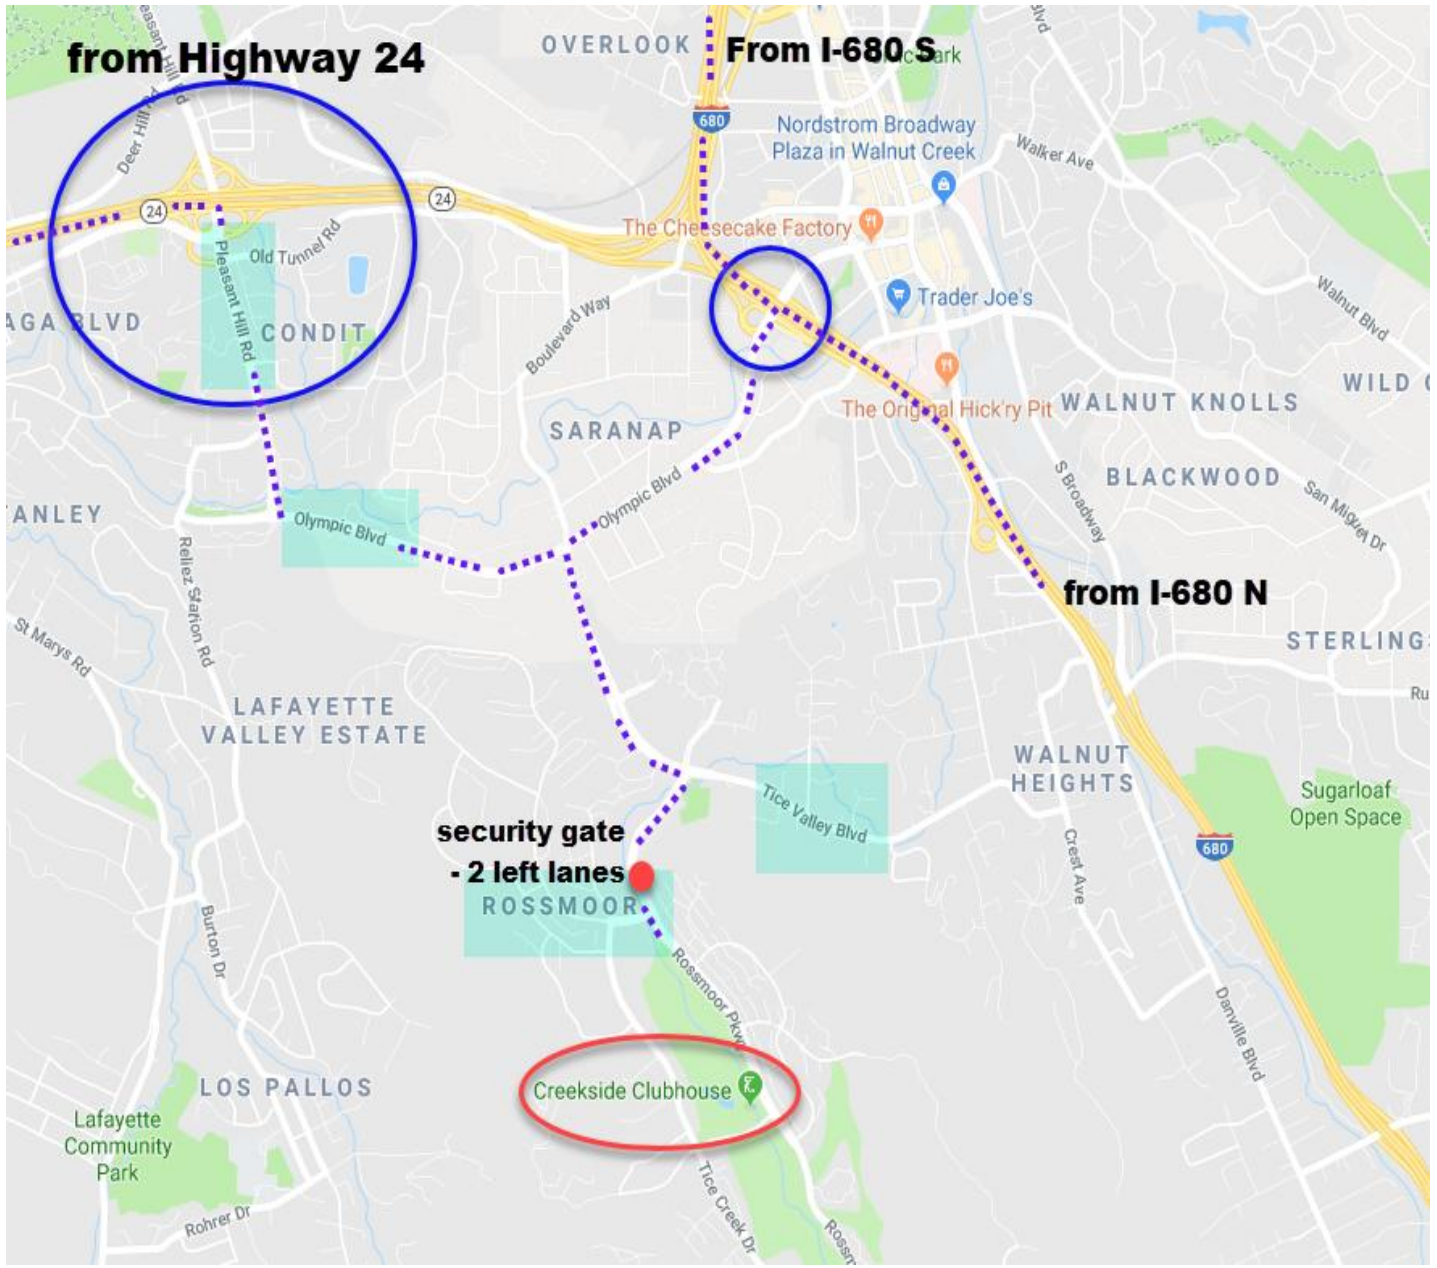 from Highway 24
From I-680 S
OVERLOOK
680
Nordstrom Broadway
Plaza in Walnut Creek
Walker Ave
Deer Hill Rd
24
24
The Cheesecake Factory
Pleasant Hill Rd
Old Tunnel Rd
Trader Joe's
Walnut Blvd
CONDIT
Boulevard Way
The Original Hick'ry Pit
WALNUT KNOLLS
WILD
SARANAP
BLACKWOOD
S Broadway
San Miguel Dr
Olympic Blvd
Olympic Blvd
Reliez Station Rd
from I-680 N
St Marys Rd
LAFAYETTE
VALLEY ESTATE
WALNUT
HEIGHTS
Tice Valley Blvd
Sugarloaf
Open Space
security gate
- 2 left lanes
680
Crest Ave
ROSSMOOR
Burton Dr
Rossmoor Pkwy
Danville Blvd
LOS PALLOS
Creekside Clubhouse
Lafayette
Community
Park
Tice Creek Dr
Rohrer Dr